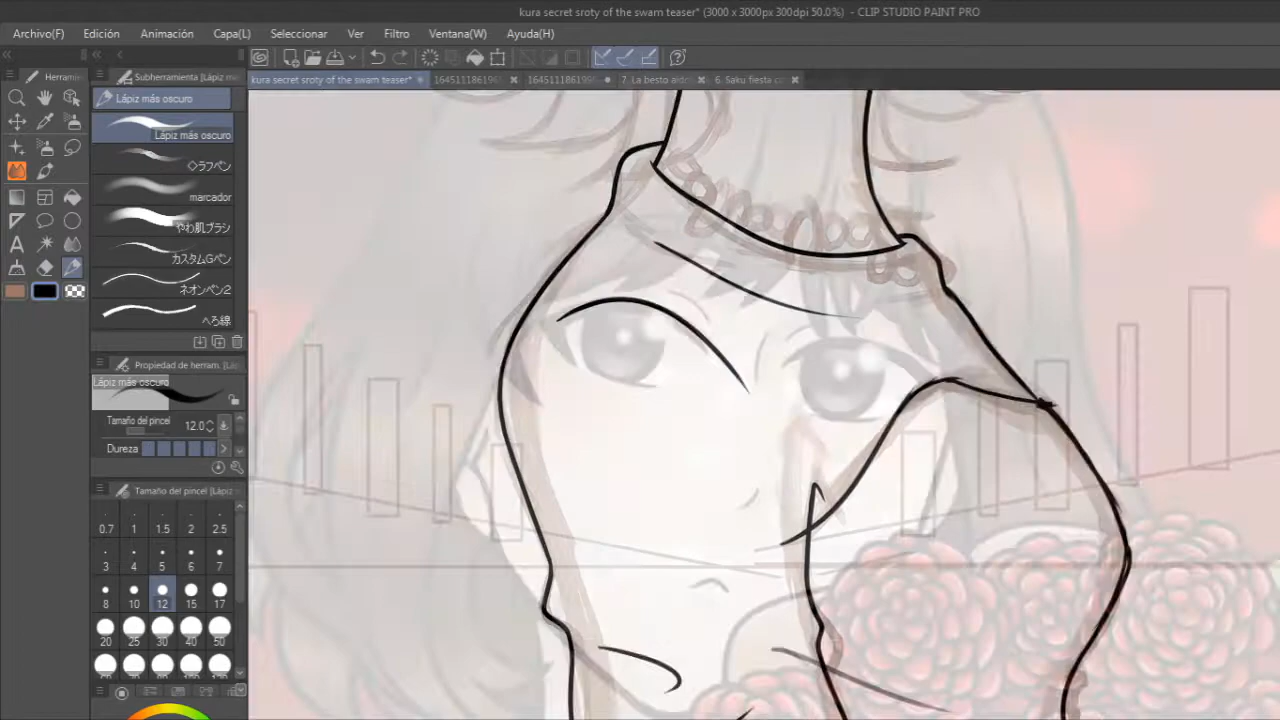 kura secret sroty of the swam teaser* (3000 x 3000px 300dpi 50.0%) - CLIP STUDIO PAINT PRO
Archivo(F) Edición Animación Capa(L) Seleccionar Ver Filtro Ventana(W) Ayuda(H)
Herramie Subherramienta [Lápiz m
kura secret sroty of the swam teaser* 7. La besto 6. Saku fiesta
Lápiz más oscuro
Lápiz más oscuro
◇ラフペン
marcador
やわ肌ブラシ
カスタムGペン
ネオンペン2
へろ線
Propiedad de herram.
Lápiz más oscuro
Tamaño del pincel 12.0
Dureza
Tamaño del pincel [Lápiz
0.7 1 1.5 2 2.5
3 4 5 6 7
8 10 12 15 17
20 25 30 40 50
A